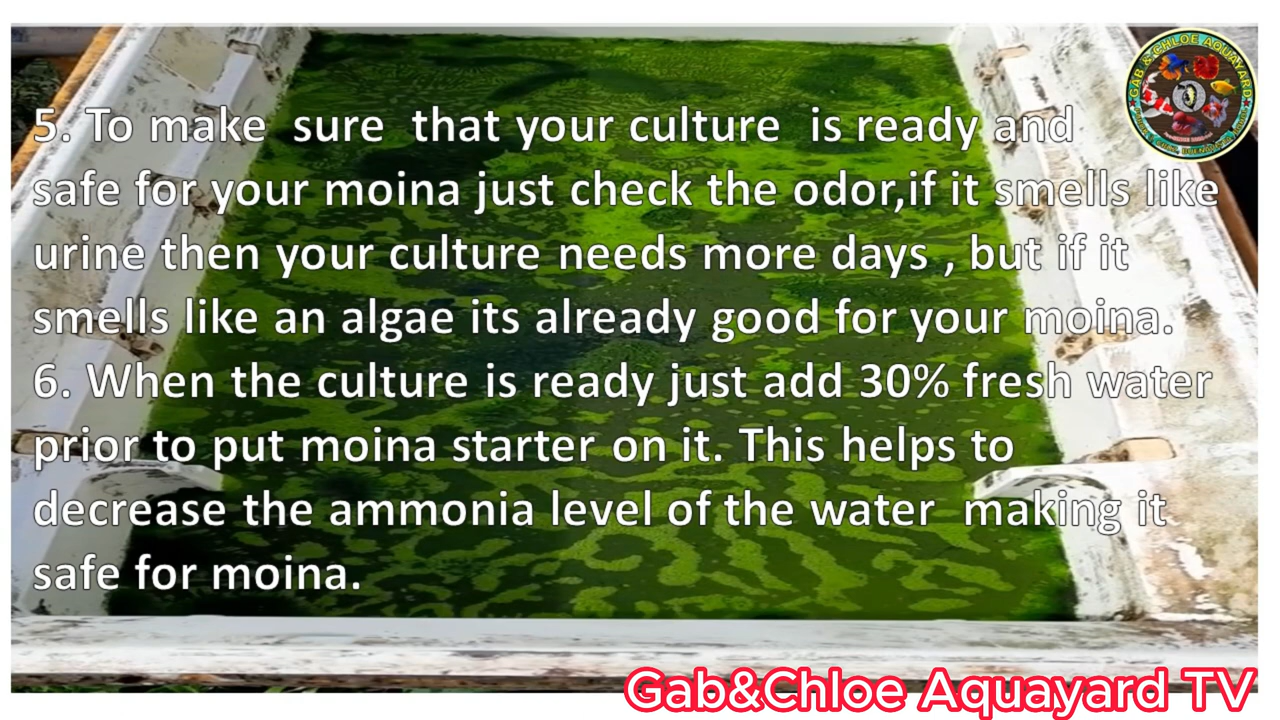 GAB & CHLOE AQUAYARD
5. To make sure that your culture is ready and
safe for your moina just check the odor,if it smells like
urine then your culture needs more days , but if it
smells like an algae its already good for your moina.
6. When the culture is ready just add 30% fresh water
prior to put moina starter on it. This helps to
decrease the ammonia level of the water making it
safe for moina.
Gab&Chloe Aquayard TV